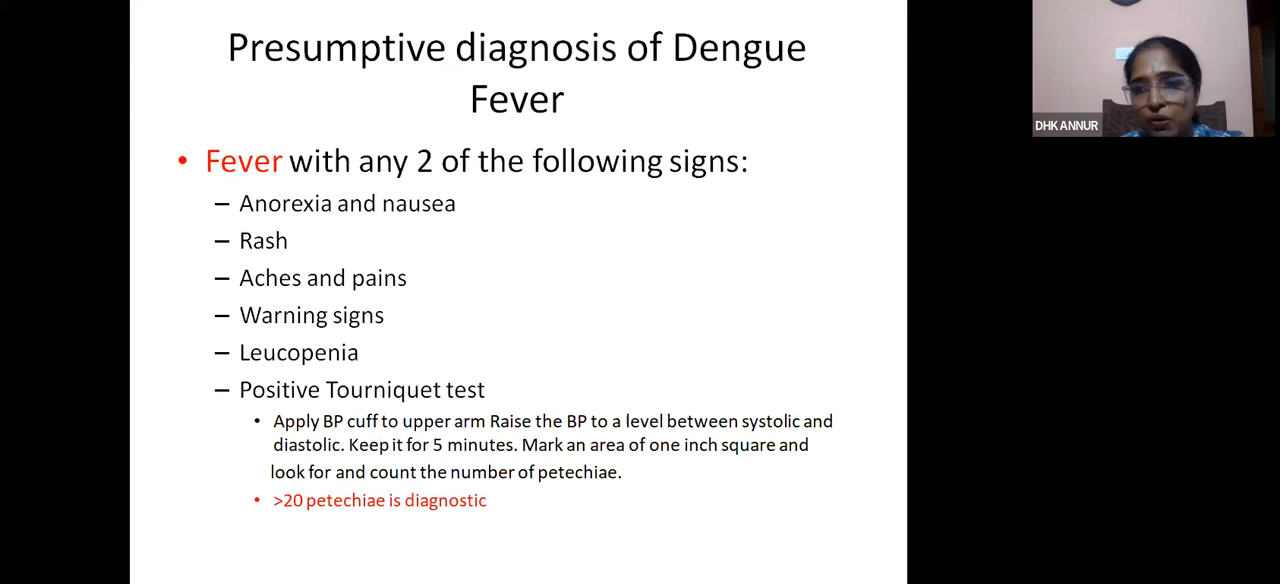 Presumptive diagnosis of Dengue
Fever
• Fever with any 2 of the following signs:
– Anorexia and nausea
– Rash
– Aches and pains
– Warning signs
– Leucopenia
– Positive Tourniquet test
• Apply BP cuff to upper arm Raise the BP to a level between systolic and
diastolic. Keep it for 5 minutes. Mark an area of one inch square and
look for and count the number of petechiae.
• >20 petechiae is diagnostic
DHKANNUR